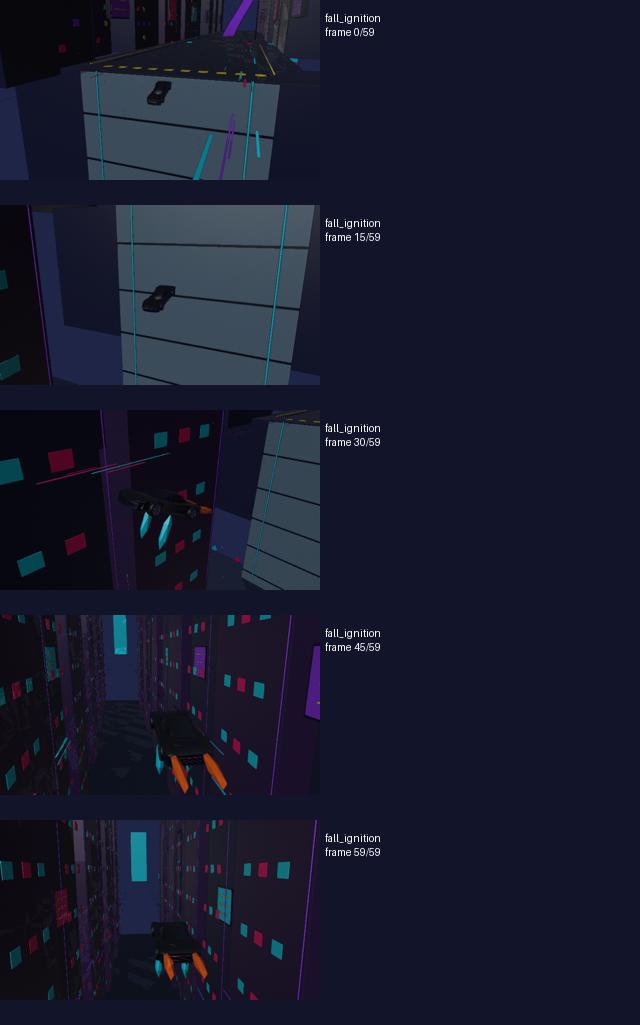 fall_ignition
frame 0/59
fall_ignition
frame 15/59
fall_ignition
frame 30/59
fall_ignition
frame 45/59
fall_ignition
frame 59/59